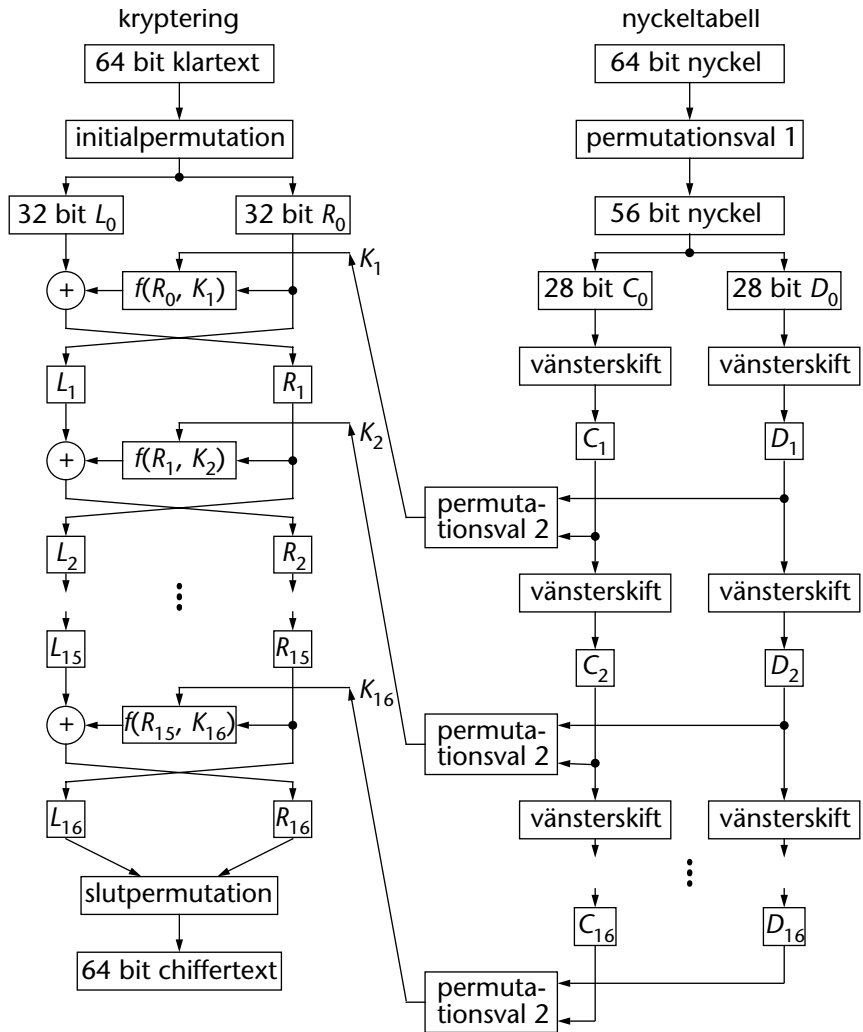 kryptering
64 bit klartext
initialpermutation
32 bit L0
32 bit R0
+
f(R0, K1)
K1
L1
R1
+
f(R1, K2)
K2
L2
R2
L15
R15
+
f(R15, K16)
K16
L16
R16
slutpermutation
64 bit chiffertext
nyckeltabell
64 bit nyckel
permutationsval 1
56 bit nyckel
28 bit C0
28 bit D0
vänsterskift
vänsterskift
C1
D1
permuta-
tionsval 2
vänsterskift
vänsterskift
C2
D2
permuta-
tionsval 2
vänsterskift
vänsterskift
C16
D16
permuta-
tionsval 2